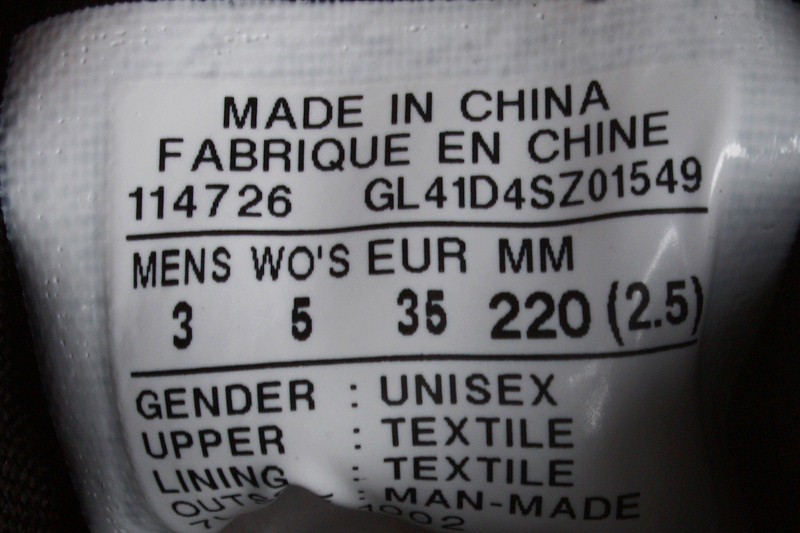 MADE IN CHINA
FABRIQUE EN CHINE
114726 GL41D4SZ01549
MENS WO'S EUR MM
3 5 35 220 (2.5)
GENDER : UNISEX
UPPER : TEXTILE
LINING : TEXTILE
: MAN-MADE